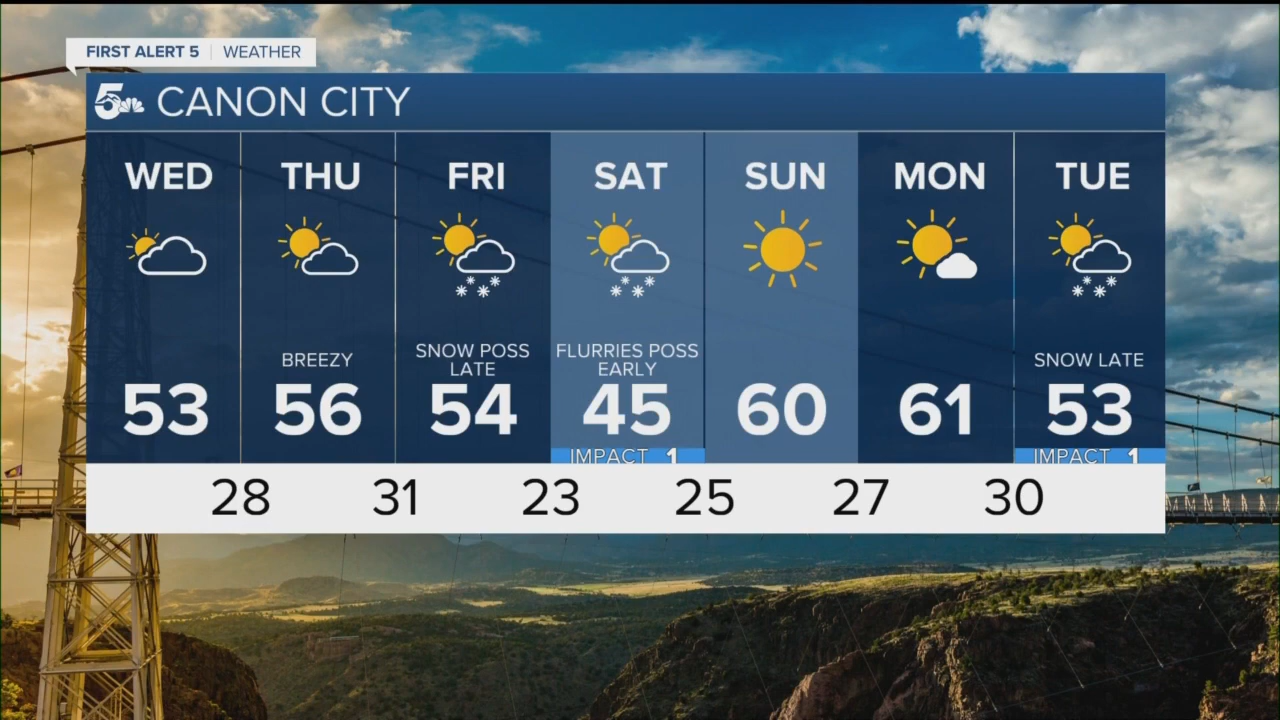 FIRST ALERT 5 | WEATHER
5 CANON CITY
WED THU FRI SAT SUN MON TUE
BREEZY
SNOW POSS
LATE
FLURRIES POSS
EARLY
SNOW LATE
53 56 54 45 60 61 53
IMPACT 1
IMPACT 1
28 31 23 25 27 30